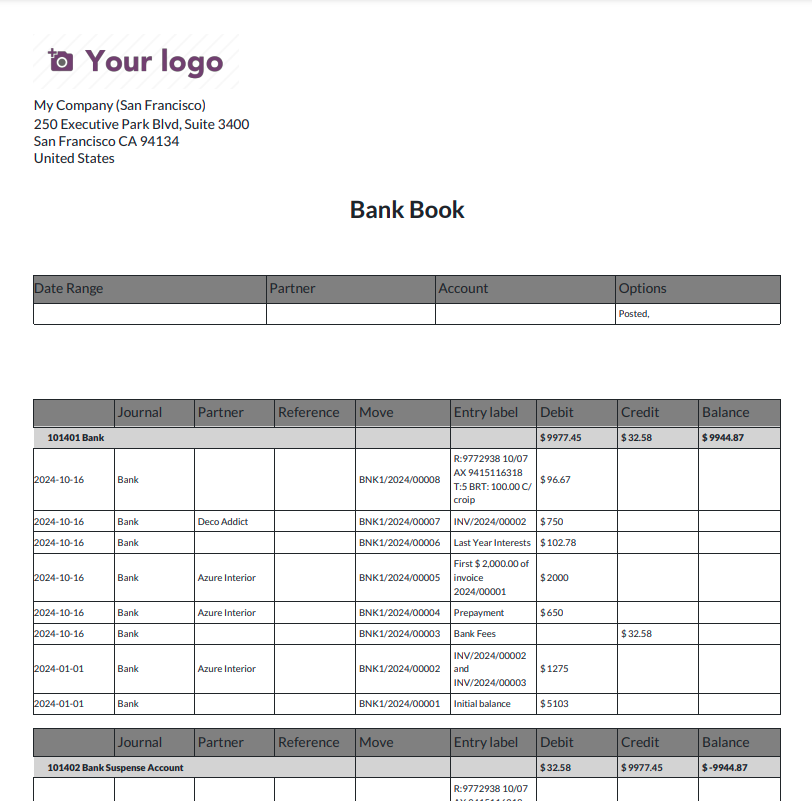 Your logo
My Company (San Francisco)
250 Executive Park Blvd, Suite 3400
San Francisco CA 94134
United States
Bank Book
Date Range Partner Account Options
Posted,
Journal Partner Reference Move Entry label Debit Credit Balance
101401 Bank $ 9977.45 $ 32.58 $ 9944.87
2024-10-16 Bank BNK1/2024/00008 R:9772938 10/07
AX 9415116318
T:5 BRT: 100.00 C/
croip $ 96.67
2024-10-16 Bank Deco Addict BNK1/2024/00007 INV/2024/00002 $ 750
2024-10-16 Bank BNK1/2024/00006 Last Year Interests $ 102.78
2024-10-16 Bank Azure Interior BNK1/2024/00005 First $ 2,000.00 of
invoice
2024/00001 $ 2000
2024-10-16 Bank Azure Interior BNK1/2024/00004 Prepayment $ 650
2024-10-16 Bank BNK1/2024/00003 Bank Fees $ 32.58
2024-01-01 Bank Azure Interior BNK1/2024/00002 INV/2024/00002
and
INV/2024/00003 $ 1275
2024-01-01 Bank BNK1/2024/00001 Initial balance $ 5103
Journal Partner Reference Move Entry label Debit Credit Balance
101402 Bank Suspense Account $ 32.58 $ 9977.45 $ -9944.87
R:9772938 10/07